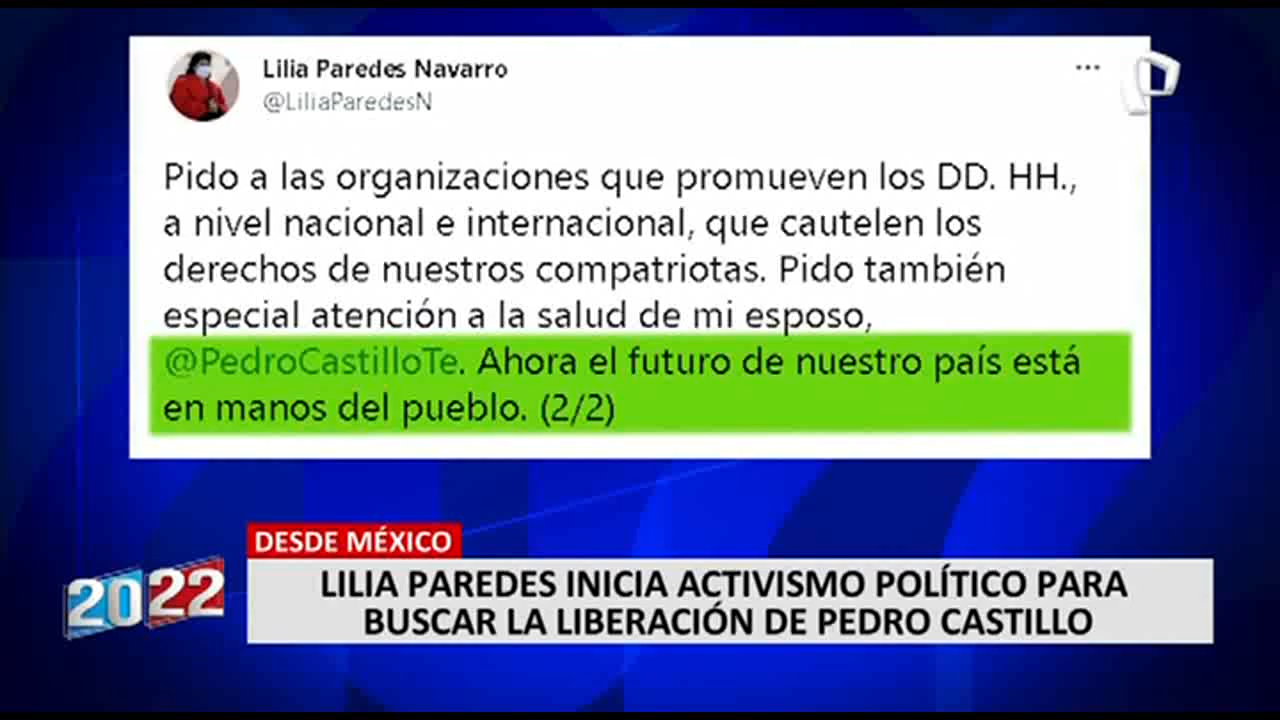 Lilia Paredes Navarro
@LiliaParedesN
Pido a las organizaciones que promueven los DD. HH.,
a nivel nacional e internacional, que cautelen los
derechos de nuestros compatriotas. Pido también
especial atención a la salud de mi esposo,
@PedroCastilloTe. Ahora el futuro de nuestro país está
en manos del pueblo. (2/2)
DESDE MÉXICO
2022
LILIA PAREDES INICIA ACTIVISMO POLÍTICO PARA
BUSCAR LA LIBERACIÓN DE PEDRO CASTILLO